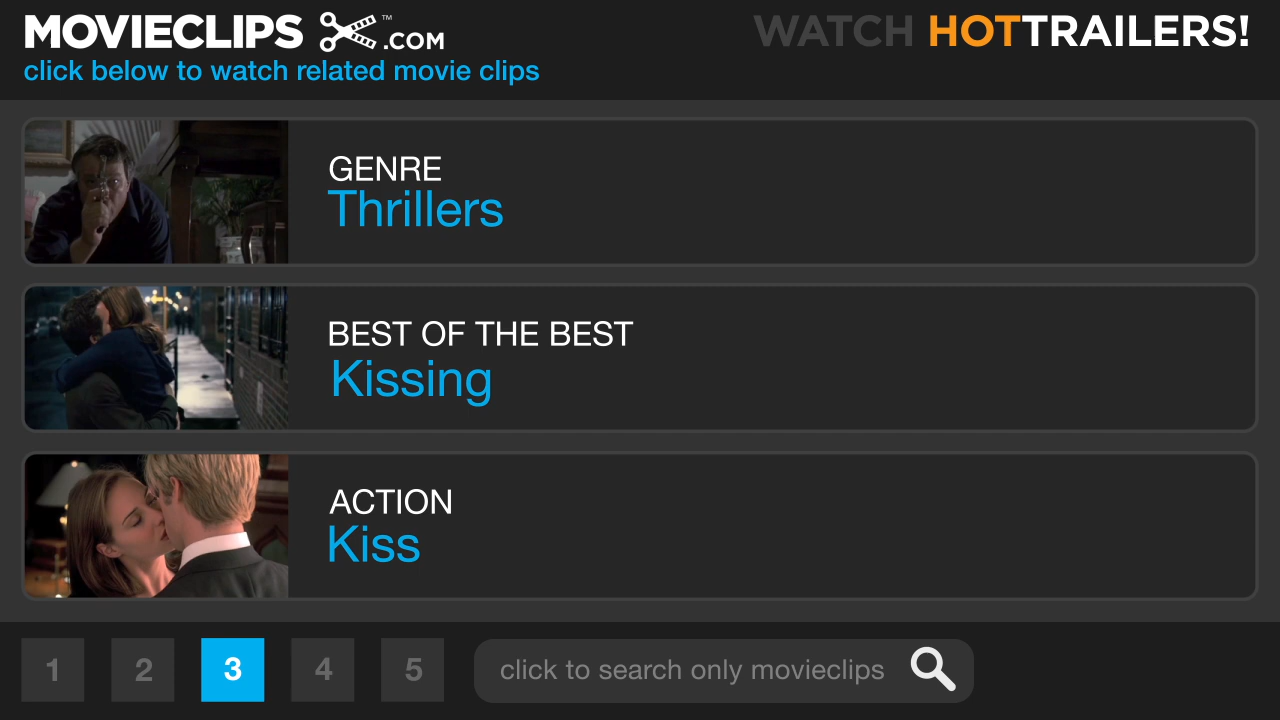 MOVIECLIPS™.COM
WATCH HOTTRAILERS!
click below to watch related movie clips
GENRE
Thrillers
BEST OF THE BEST
Kissing
ACTION
Kiss
1 2 3 4 5
click to search only movieclips